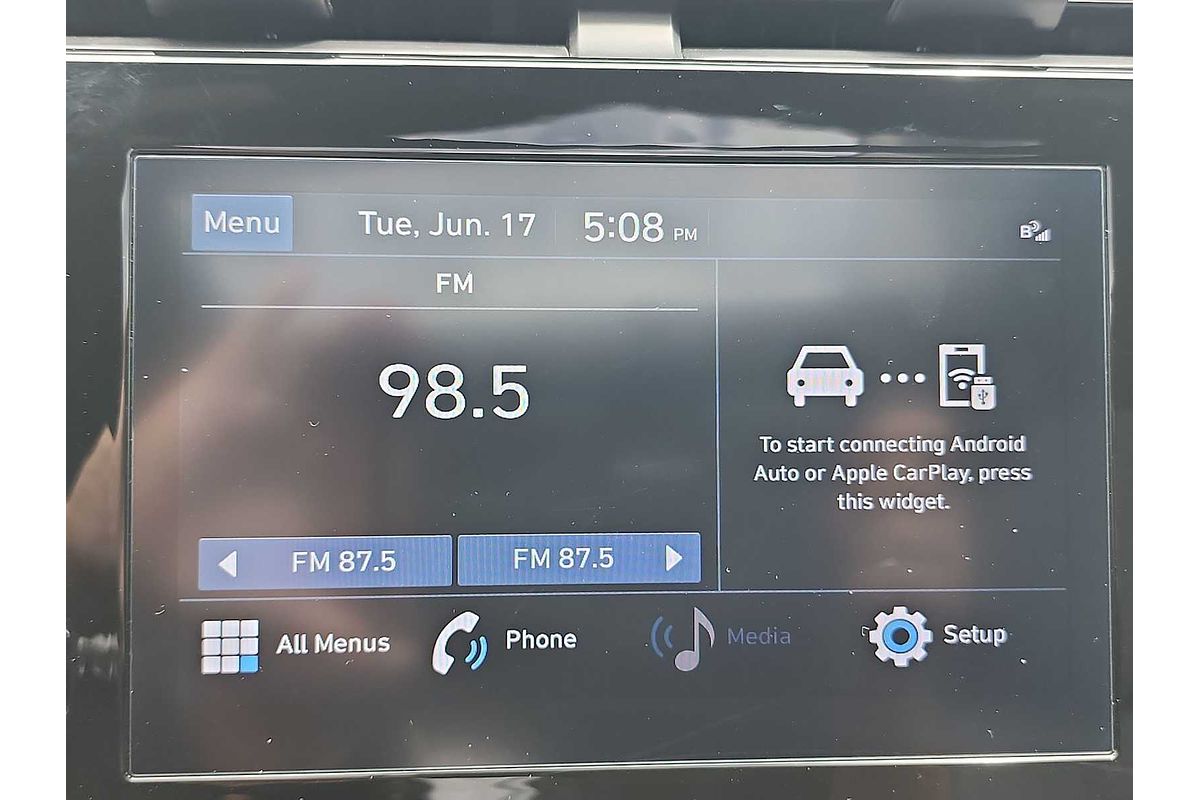 Menu
Tue, Jun. 17
5:08 PM
B
FM
98.5
To start connecting Android
Auto or Apple CarPlay, press
this widget.
FM 87.5
FM 87.5
All Menus
Phone
Media
Setup